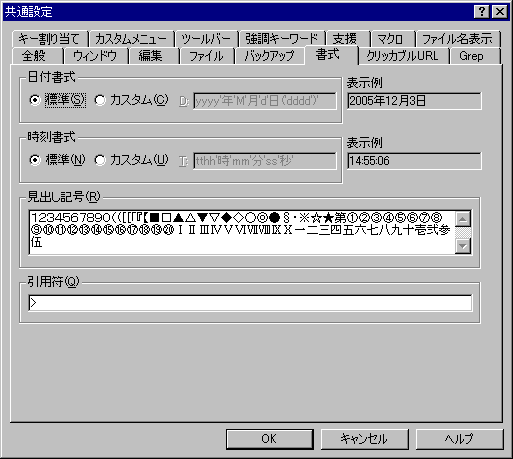 共通設定
キー割り当て カスタムメニュー ツールバー 強調キーワード 支援 マクロ ファイル名表示
全般 ウィンドウ 編集 ファイル バックアップ 書式 クリッカブルURL Grep
日付書式 表示例
標準(S) カスタム(C) D: yyyy'年'M'月'd'日('dddd')' 2005年12月3日
時刻書式 表示例
標準(N) カスタム(U) T: tthh'時'mm'分'ss'秒' 14:55:06
見出し記号(R)
1234567890(（[［「『【■□▲△▼▽◆◇○◎●§・※☆★第①②③④⑤⑥⑦⑧
⑨⑩⑪⑫⑬⑭⑮⑯⑰⑱⑲⑳ⅠⅡⅢⅣⅤⅥⅦⅧⅨⅩ一二三四五六七八九十壱弐参
伍
引用符(Q)
>
OK キャンセル ヘルプ